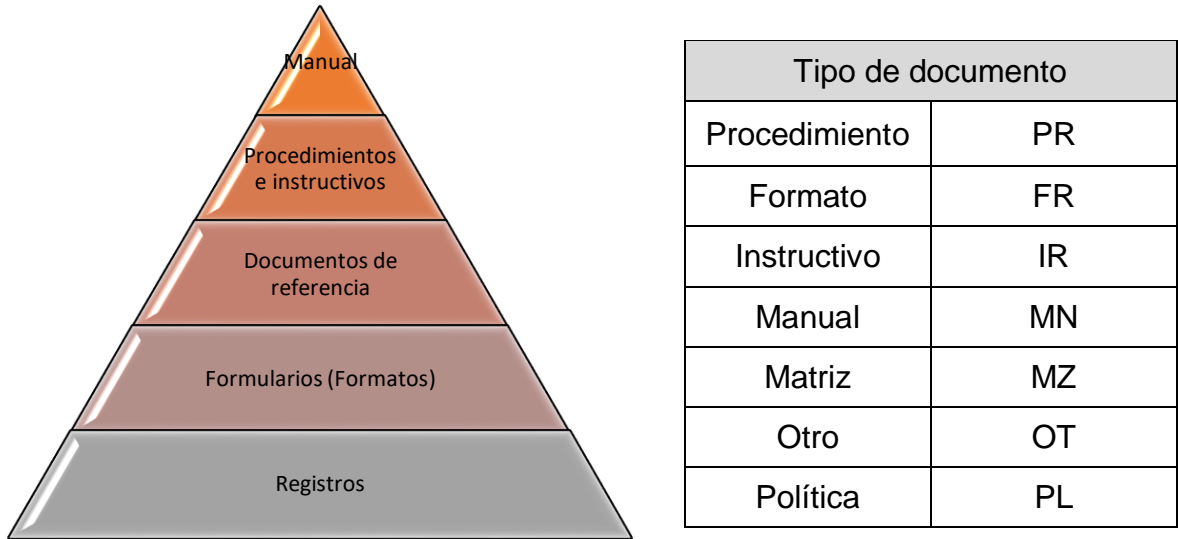 Manual
Procedimientos
e instructivos
Documentos de
referencia
Formularios (Formatos)
Registros
Tipo de documento
Procedimiento PR
Formato FR
Instructivo IR
Manual MN
Matriz MZ
Otro OT
Política PL